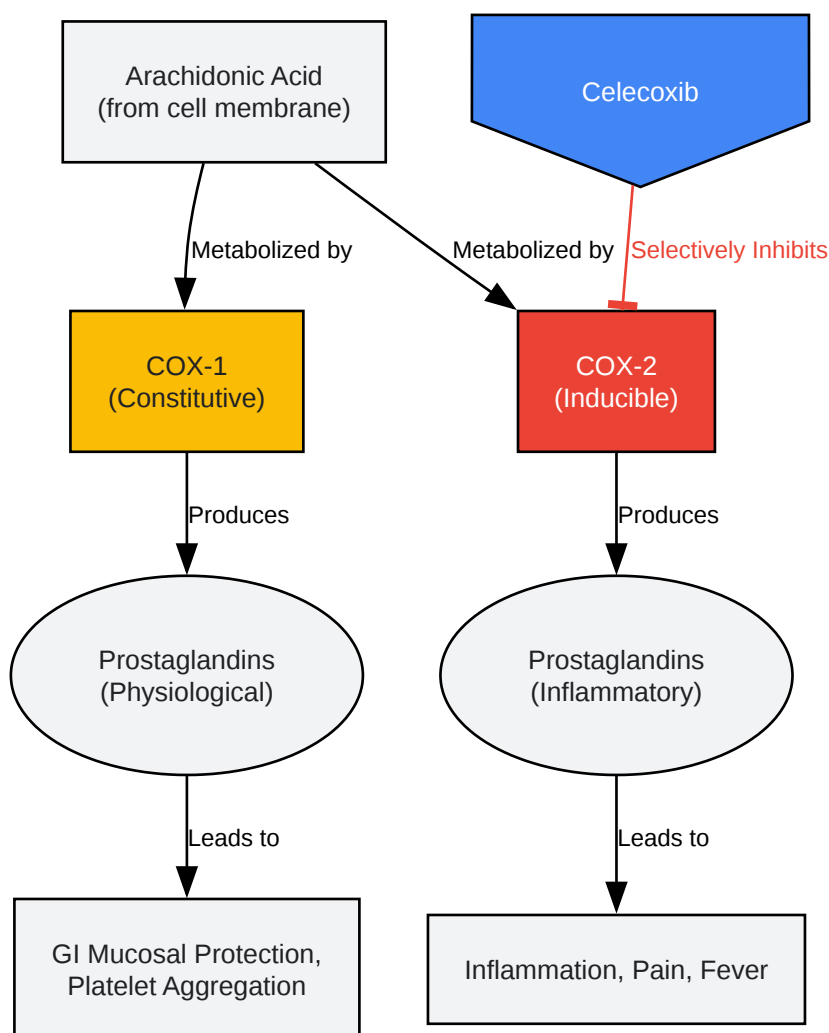 Arachidonic Acid
(from cell membrane)
Celecoxib
Metabolized by
Metabolized by
Selectively Inhibits
COX-1
(Constitutive)
COX-2
(Inducible)
Produces
Produces
Prostaglandins
(Physiological)
Prostaglandins
(Inflammatory)
Leads to
Leads to
GI Mucosal Protection,
Platelet Aggregation
Inflammation, Pain, Fever